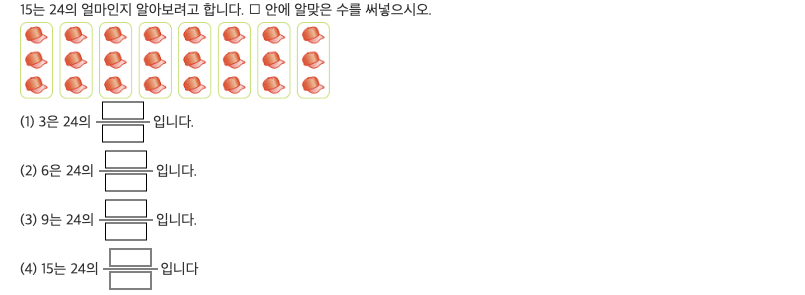 15는 24의 얼마인지 알아보려고 합니다. □ 안에 알맞은 수를 써넣으시오.
(1) 3은 24의 입니다.
(2) 6은 24의 입니다.
(3) 9는 24의 입니다.
(4) 15는 24의 입니다